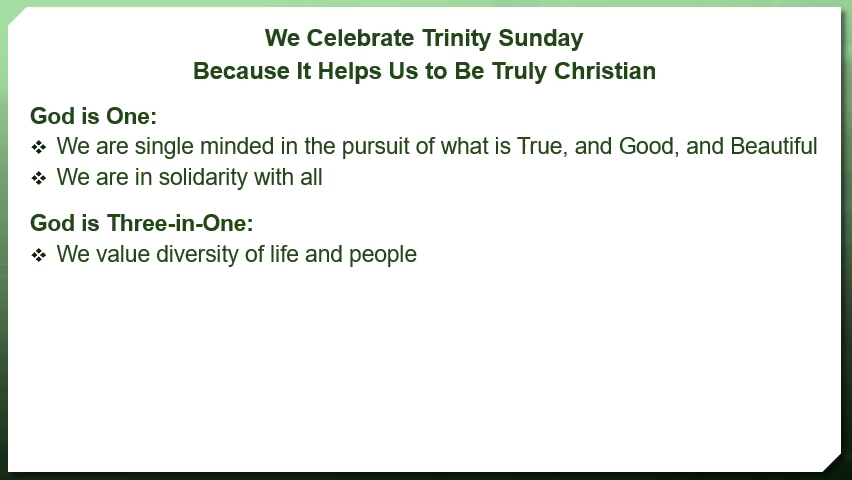 We Celebrate Trinity Sunday
Because It Helps Us to Be Truly Christian
God is One:
❖ We are single minded in the pursuit of what is True, and Good, and Beautiful
❖ We are in solidarity with all
God is Three-in-One:
❖ We value diversity of life and people